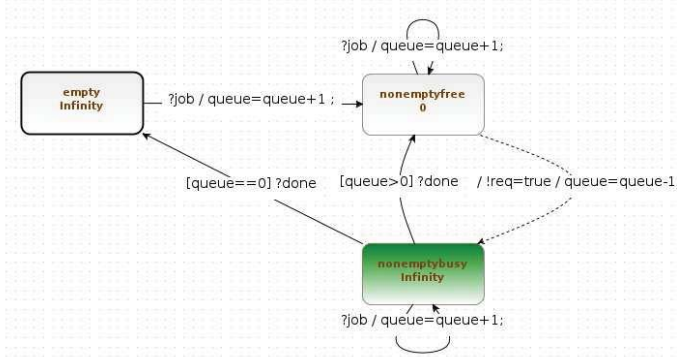 ?job / queue=queue+1;
empty
Infinity
?job / queue=queue+1 ;
nonemptyfree
0
[queue==0] ?done
[queue>0] ?done
/ !req=true / queue=queue-1
nonemptybusy
Infinity
?job / queue=queue+1;